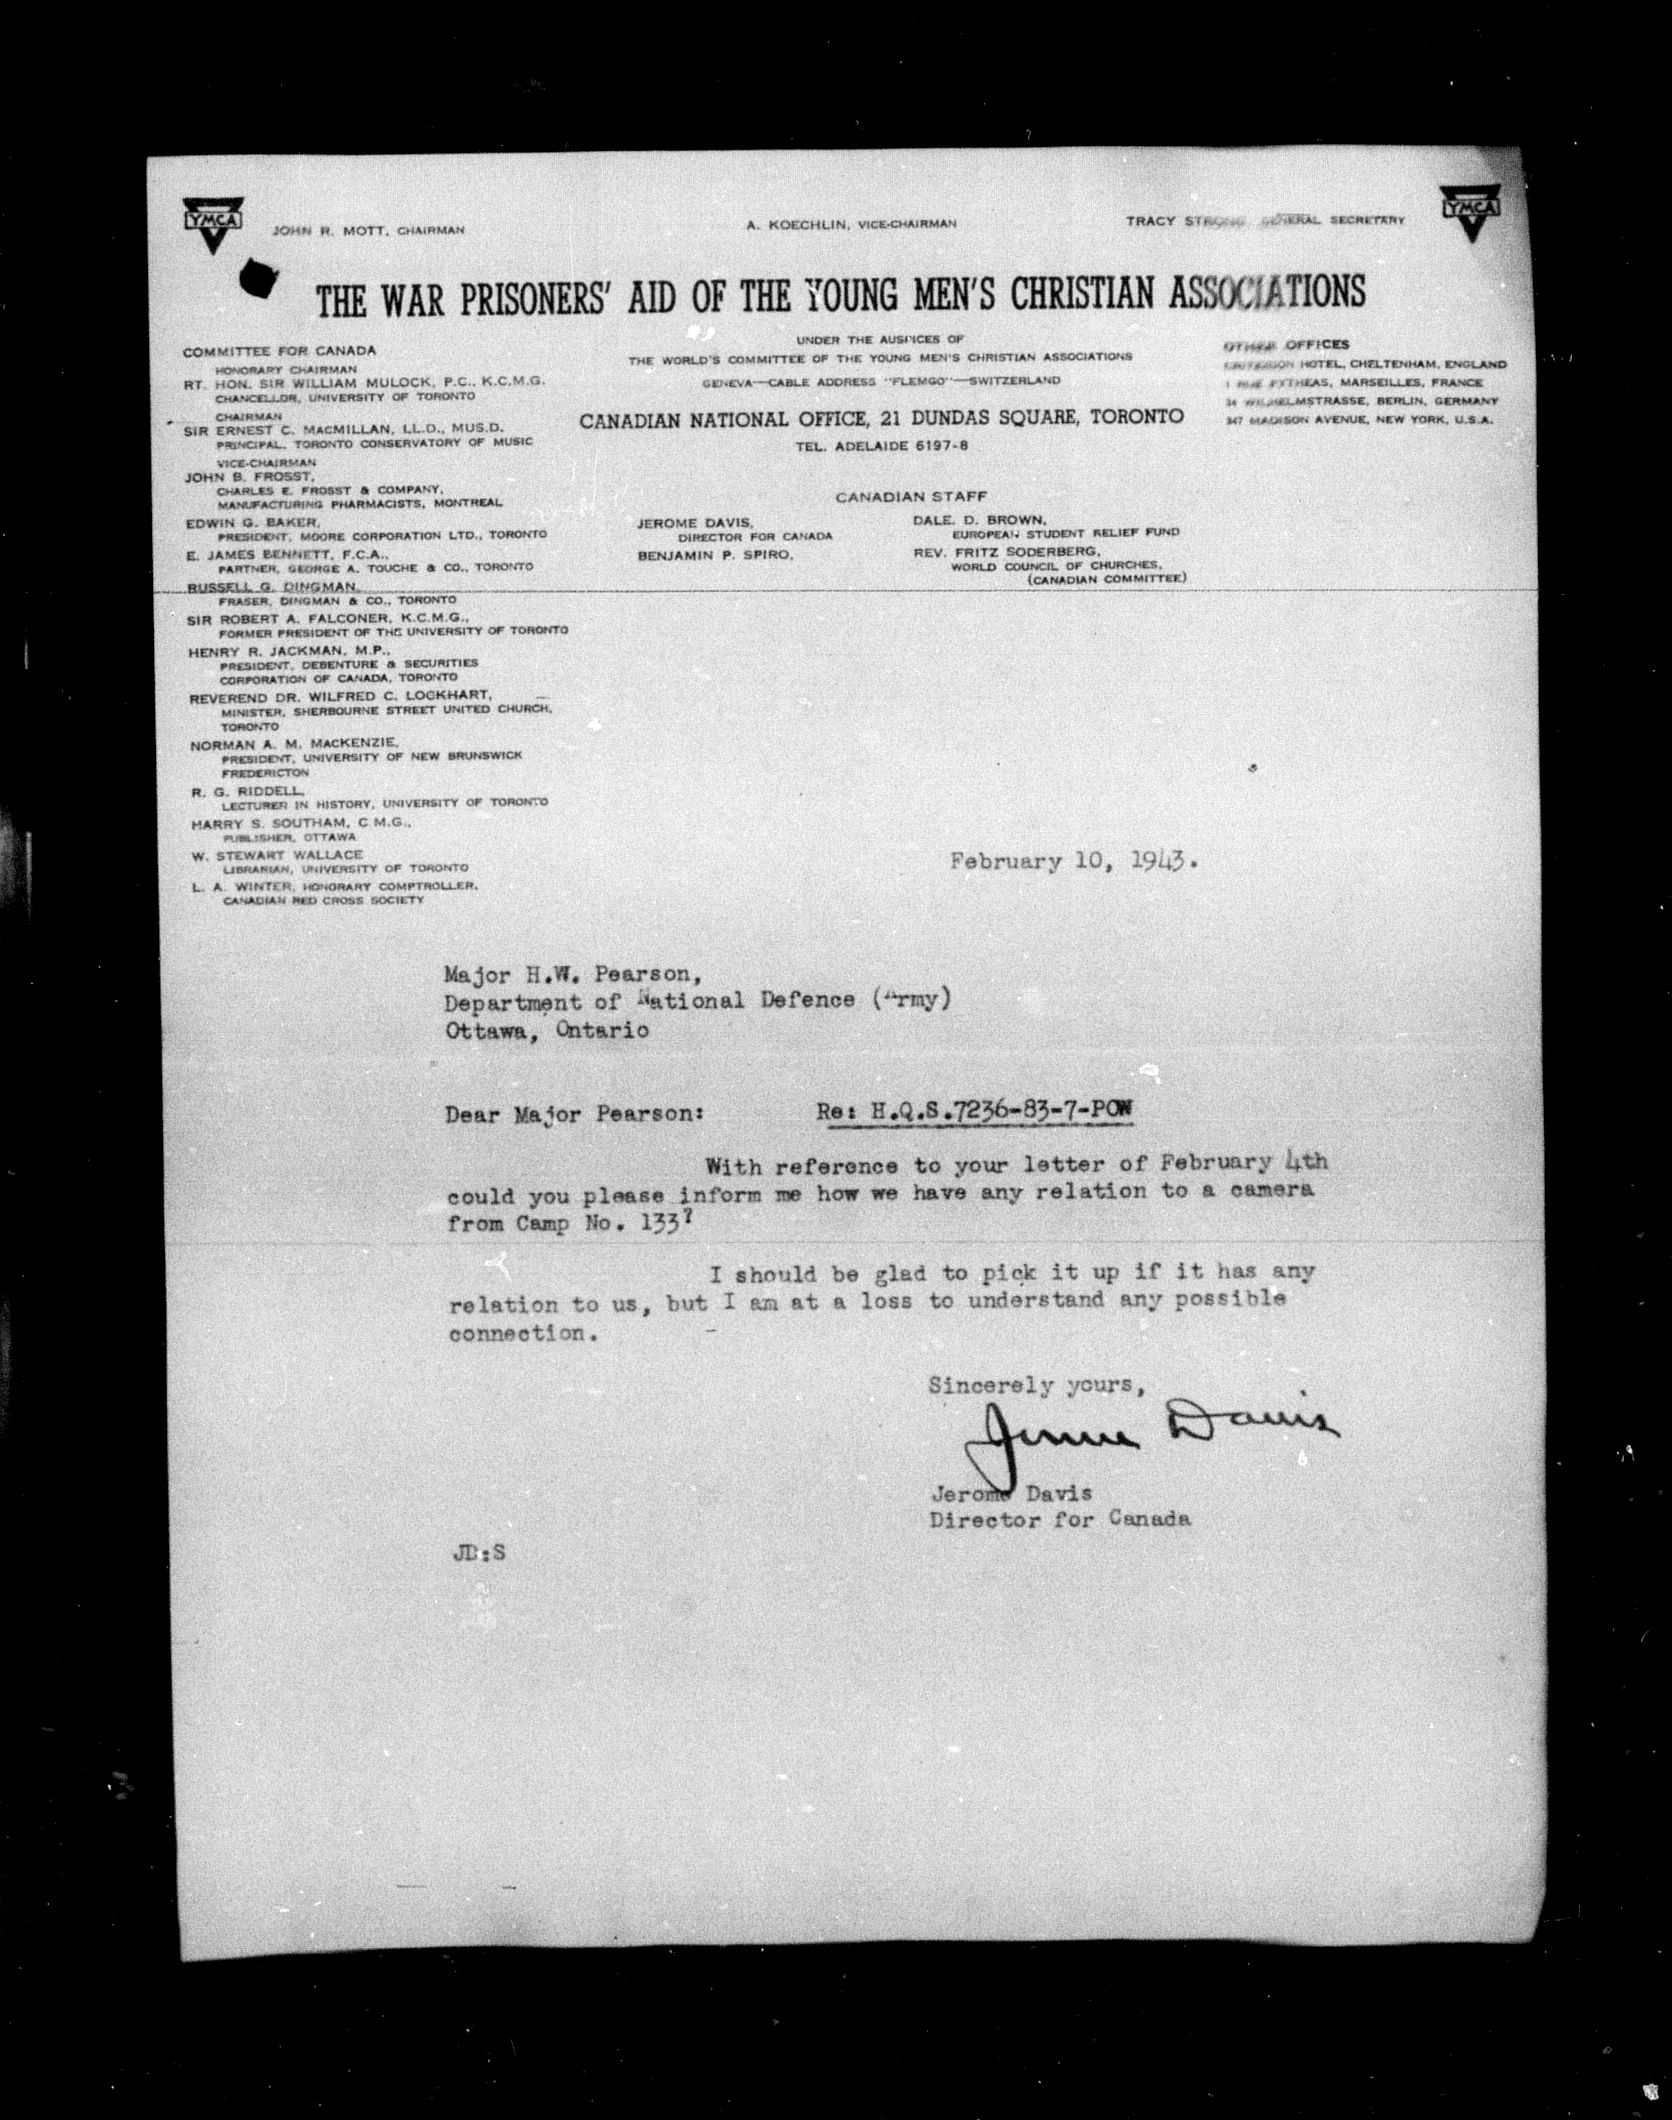 YMCA
YMCA
JOHN R. MOTT, CHAIRMAN
A. KOECHLIN, VICE-CHAIRMAN
TRACY STRONG, GENERAL SECRETARY
THE WAR PRISONERS' AID OF THE YOUNG MEN'S CHRISTIAN ASSOCIATIONS
UNDER THE AUSPICES OF
THE WORLD'S COMMITTEE OF THE YOUNG MEN'S CHRISTIAN ASSOCIATIONS
GENEVA—CABLE ADDRESS "FLEMGO"—SWITZERLAND
CANADIAN NATIONAL OFFICE, 21 DUNDAS SQUARE, TORONTO
TEL. ADELAIDE 6197-8
OTHER OFFICES
HOTEL, CHELTENHAM, ENGLAND
PYTHEAS, MARSEILLES, FRANCE
WILHELMSTRASSE, BERLIN, GERMANY
347 MADISON AVENUE, NEW YORK, U.S.A.
COMMITTEE FOR CANADA
HONORARY CHAIRMAN
RT. HON. SIR WILLIAM MULOCK, P.C., K.C.M.G.
CHANCELLOR, UNIVERSITY OF TORONTO
CHAIRMAN
SIR ERNEST C. MACMILLAN, LL.D., MUS.D.
PRINCIPAL, TORONTO CONSERVATORY OF MUSIC
VICE-CHAIRMAN
JOHN B. FROSST,
CHARLES E. FROSST & COMPANY,
MANUFACTURING PHARMACISTS, MONTREAL
EDWIN G. BAKER,
PRESIDENT, MOORE CORPORATION LTD., TORONTO
E. JAMES BENNETT, F.C.A.,
PARTNER, GEORGE A. TOUCHE & CO., TORONTO
RUSSELL G. DINGMAN,
FRASER, DINGMAN & CO., TORONTO
SIR ROBERT A. FALCONER, K.C.M.G.,
FORMER PRESIDENT OF THE UNIVERSITY OF TORONTO
HENRY R. JACKMAN, M.P.,
PRESIDENT, DEBENTURE & SECURITIES
CORPORATION OF CANADA, TORONTO
REVEREND DR. WILFRED C. LOCKHART,
MINISTER, SHERBOURNE STREET UNITED CHURCH,
TORONTO
NORMAN A. M. MACKENZIE,
PRESIDENT, UNIVERSITY OF NEW BRUNSWICK
FREDERICTON
R. G. RIDDELL,
LECTURER IN HISTORY, UNIVERSITY OF TORONTO
HARRY S. SOUTHAM, C.M.G.,
PUBLISHER, OTTAWA
W. STEWART WALLACE
LIBRARIAN, UNIVERSITY OF TORONTO
L. A. WINTER, HONORARY COMPTROLLER,
CANADIAN RED CROSS SOCIETY
CANADIAN STAFF
JEROME DAVIS,
DIRECTOR FOR CANADA
BENJAMIN P. SPIRO,
DALE. D. BROWN,
EUROPEAN STUDENT RELIEF FUND
REV. FRITZ SODERBERG,
WORLD COUNCIL OF CHURCHES,
(CANADIAN COMMITTEE)
February 10, 1943.
Major H.W. Pearson,
Department of National Defence (Army)
Ottawa, Ontario
Dear Major Pearson: Re: H.Q.S.7236-83-7-POW
With reference to your letter of February 4th
could you please inform me how we have any relation to a camera
from Camp No. 133?
I should be glad to pick it up if it has any
relation to us, but I am at a loss to understand any possible
connection.
Sincerely yours,
Jerome Davis
Jerome Davis
Director for Canada
JD:S